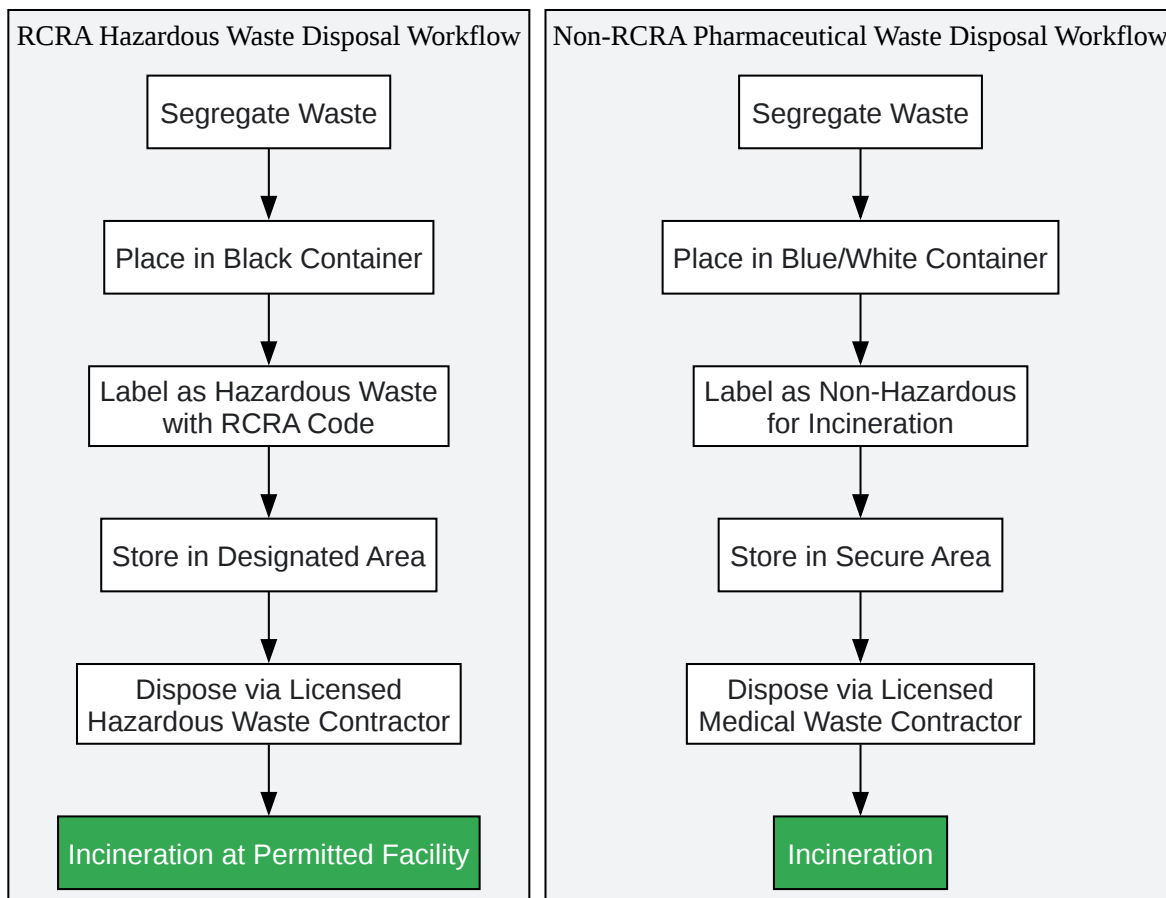 RCRA Hazardous Waste Disposal Workflow
Segregate Waste
Place in Black Container
Label as Hazardous Waste
with RCRA Code
Store in Designated Area
Dispose via Licensed
Hazardous Waste Contractor
Incineration at Permitted Facility
Non-RCRA Pharmaceutical Waste Disposal Workflow
Segregate Waste
Place in Blue/White Container
Label as Non-Hazardous
for Incineration
Store in Secure Area
Dispose via Licensed
Medical Waste Contractor
Incineration